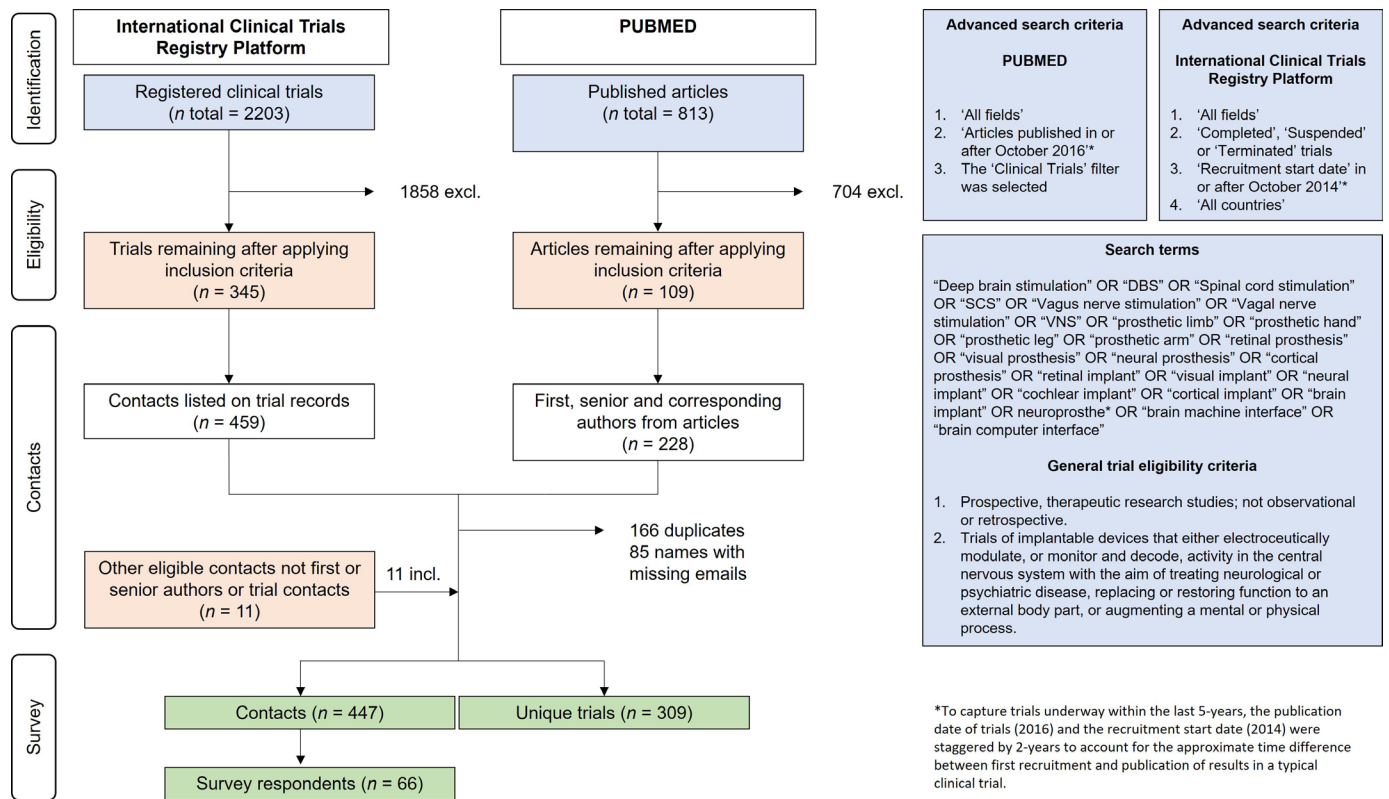 Identification
Eligibility
Contacts
Survey
International Clinical Trials
Registry Platform
PUBMED
Registered clinical trials
(n total = 2203)
Published articles
(n total = 813)
1858 excl.
704 excl.
Trials remaining after applying
inclusion criteria
(n = 345)
Articles remaining after applying
inclusion criteria
(n = 109)
Contacts listed on trial records
(n = 459)
First, senior and corresponding
authors from articles
(n = 228)
166 duplicates
85 names with
missing emails
Other eligible contacts not first or
senior authors or trial contacts
(n = 11)
11 incl.
Contacts (n = 447)
Unique trials (n = 309)
Survey respondents (n = 66)
Advanced search criteria
PUBMED
1. ‘All fields’
2. ‘Articles published in or
after October 2016’*
3. The ‘Clinical Trials’ filter
was selected
Advanced search criteria
International Clinical Trials
Registry Platform
1. ‘All fields’
2. ‘Completed’, ‘Suspended’
or ‘Terminated’ trials
3. ‘Recruitment start date’ in
or after October 2014’*
4. ‘All countries’
Search terms
“Deep brain stimulation” OR “DBS” OR “Spinal cord stimulation”
OR “SCS” OR “Vagus nerve stimulation” OR “Vagal nerve
stimulation” OR “VNS” OR “prosthetic limb” OR “prosthetic hand”
OR “prosthetic leg” OR “prosthetic arm” OR “retinal prosthesis”
OR “visual prosthesis” OR “neural prosthesis” OR “cortical
prosthesis” OR “retinal implant” OR “visual implant” OR “neural
implant” OR “cochlear implant” OR “cortical implant” OR “brain
implant” OR neuroprosthe* OR “brain machine interface” OR
“brain computer interface”
General trial eligibility criteria
1. Prospective, therapeutic research studies; not observational
or retrospective.
2. Trials of implantable devices that either electroceutically
modulate, or monitor and decode, activity in the central
nervous system with the aim of treating neurological or
psychiatric disease, replacing or restoring function to an
external body part, or augmenting a mental or physical
process.
*To capture trials underway within the last 5-years, the publication
date of trials (2016) and the recruitment start date (2014) were
staggered by 2-years to account for the approximate time difference
between first recruitment and publication of results in a typical
clinical trial.